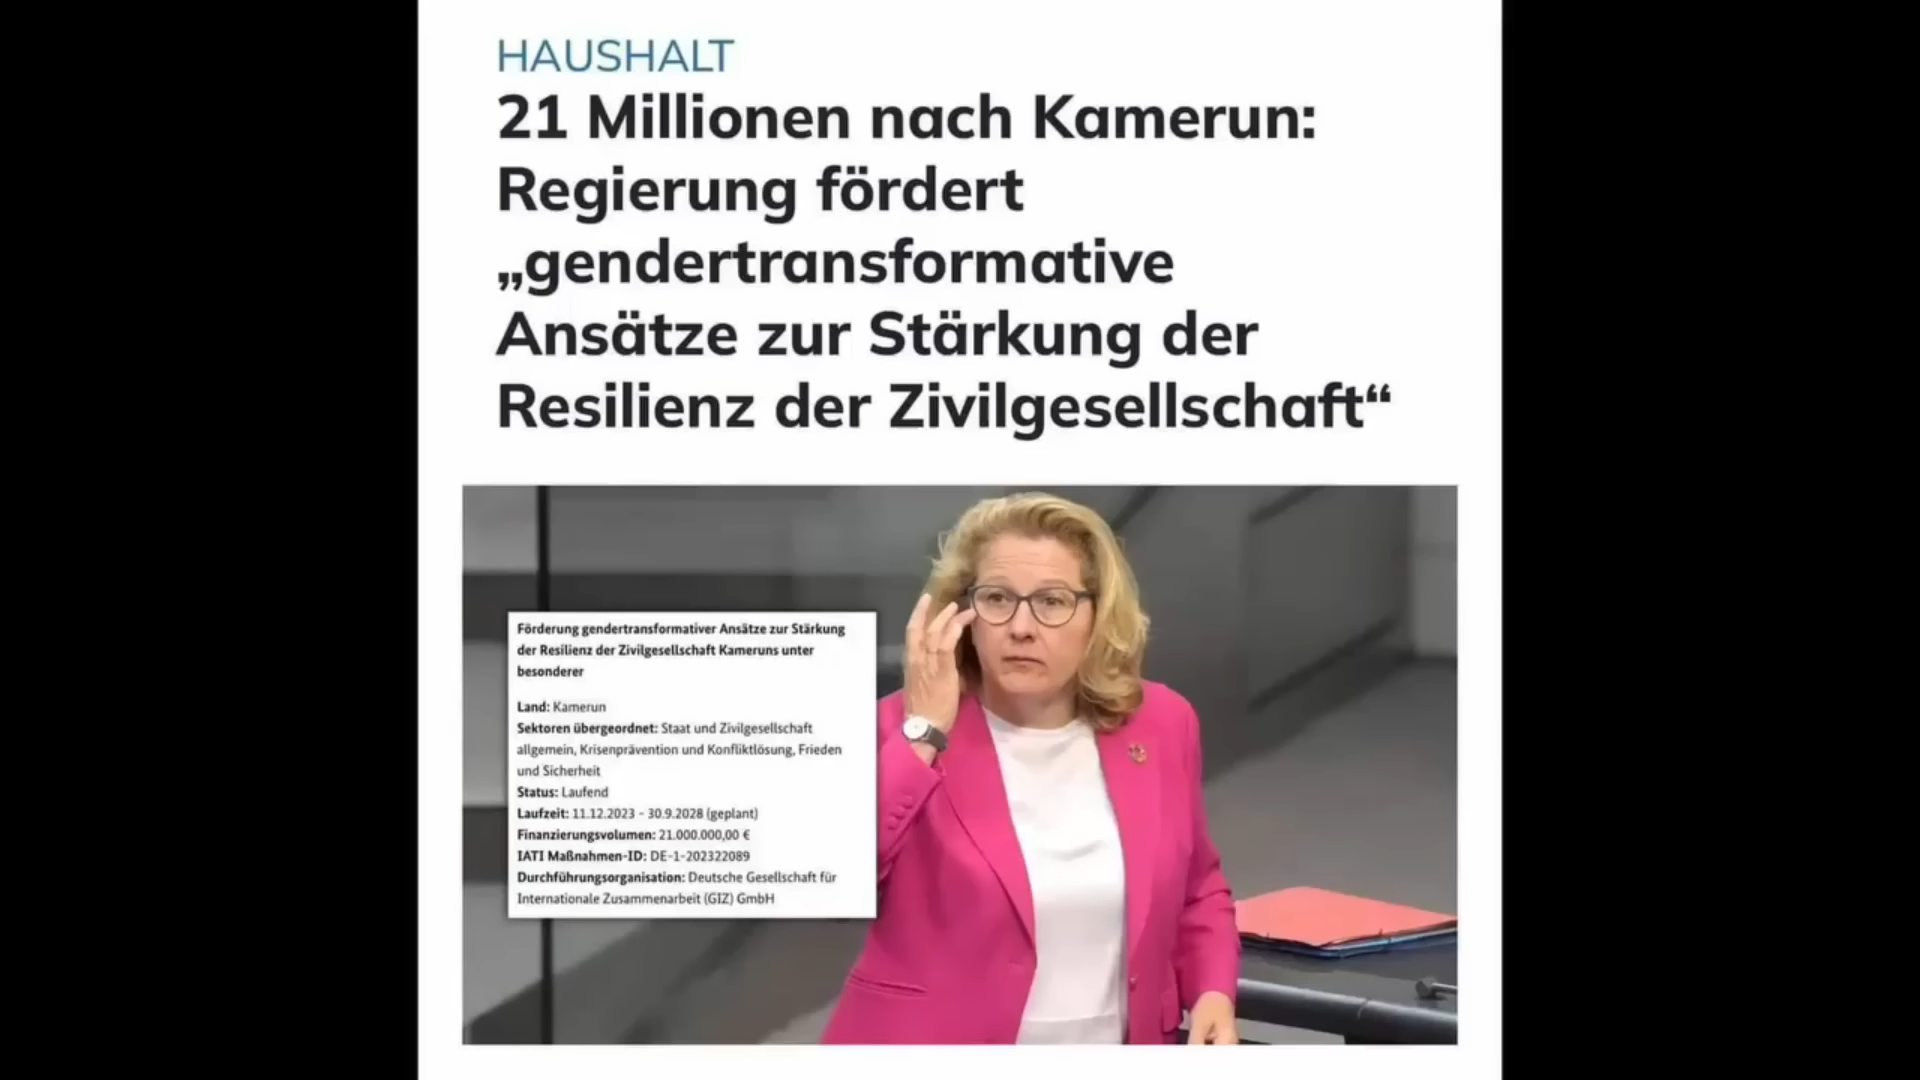 HAUSHALT
21 Millionen nach Kamerun:
Regierung fördert
„gendertransformative
Ansätze zur Stärkung der
Resilienz der Zivilgesellschaft“
Förderung gendertransformativer Ansätze zur Stärkung
der Resilienz der Zivilgesellschaft Kameruns unter
besonderer
Land: Kamerun
Sektoren übergeordnet: Staat und Zivilgesellschaft
allgemein, Krisenprävention und Konfliktlösung, Frieden
und Sicherheit
Status: Laufend
Laufzeit: 11.12.2023 - 30.9.2028 (geplant)
Finanzierungsvolumen: 21.000.000,00 €
IATI Maßnahmen-ID: DE-1-202322089
Durchführungsorganisation: Deutsche Gesellschaft für
Internationale Zusammenarbeit (GIZ) GmbH